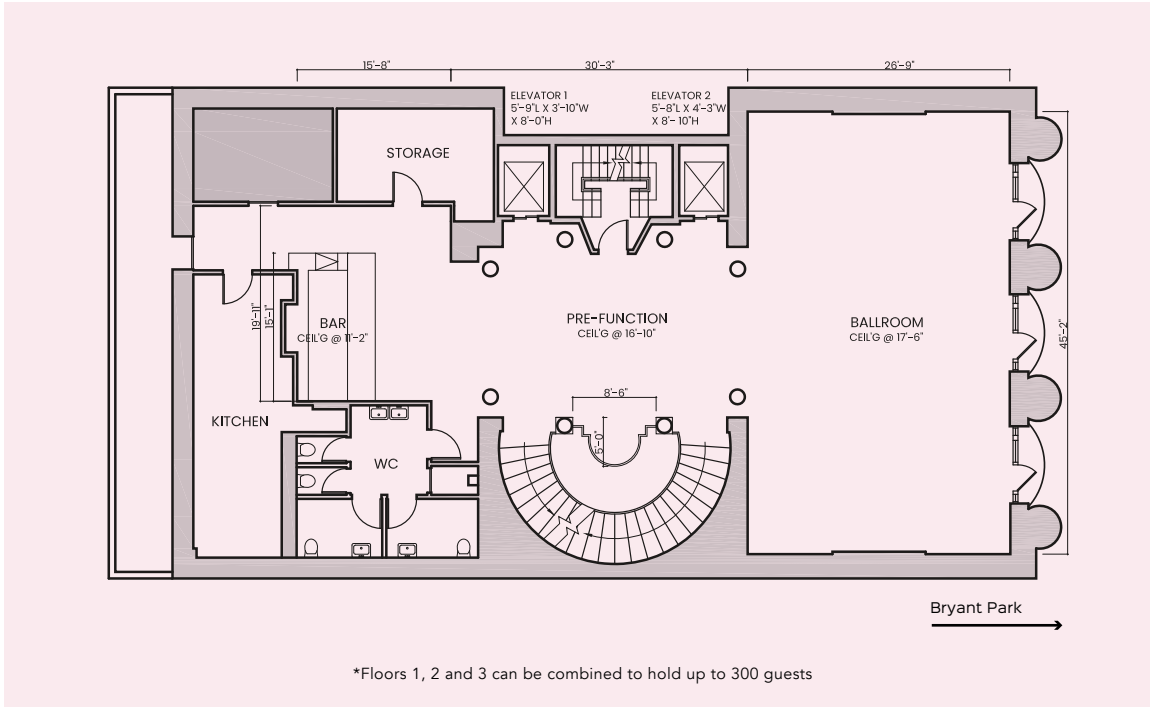 15'-8"
30'-3"
26'-9"
ELEVATOR 1
5'-9"L X 3'-10"W
X 8'-0"H
ELEVATOR 2
5'-8"L X 4'-3"W
X 8'- 10"H
STORAGE
19'-11"
15'-1"
BAR
CEIL'G @ 11'-2"
PRE-FUNCTION
CEIL'G @ 16'-10"
BALLROOM
CEIL'G @ 17'-6"
45'-2"
8'-6"
5'-0"
KITCHEN
WC
Bryant Park
*Floors 1, 2 and 3 can be combined to hold up to 300 guests